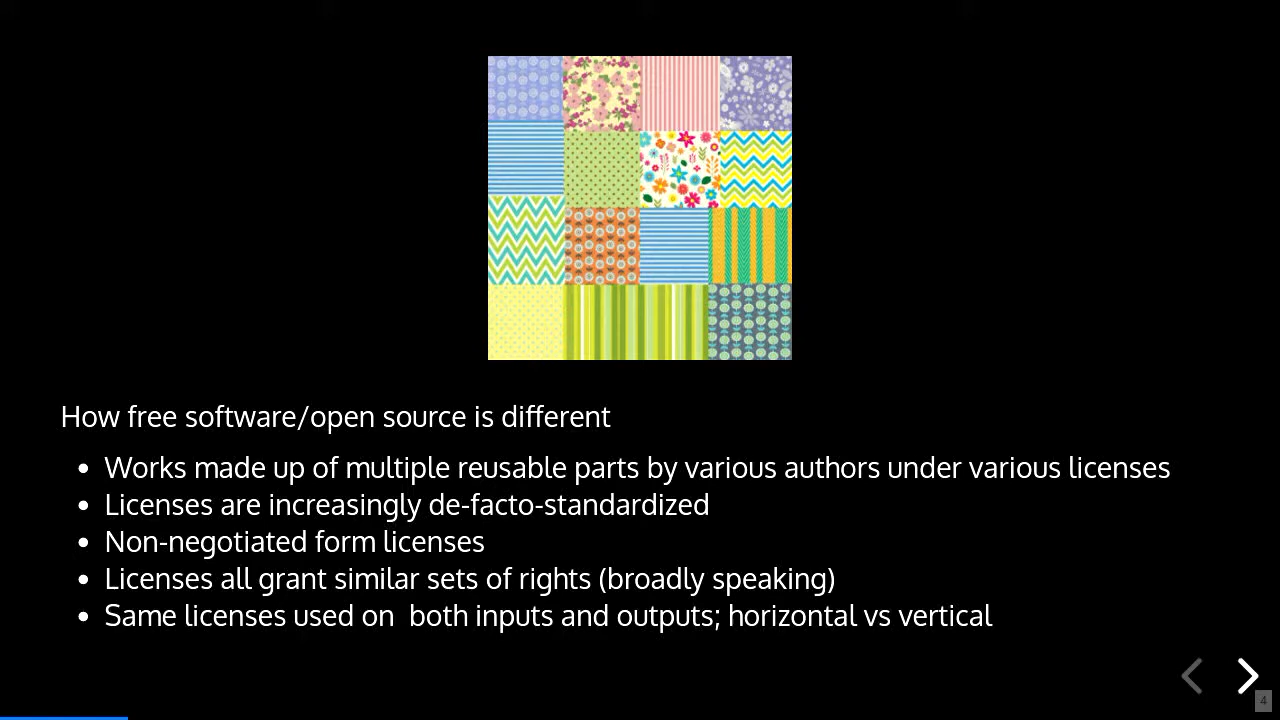 How free software/open source is different
• Works made up of multiple reusable parts by various authors under various licenses
• Licenses are increasingly de-facto-standardized
• Non-negotiated form licenses
• Licenses all grant similar sets of rights (broadly speaking)
• Same licenses used on  both inputs and outputs; horizontal vs vertical
4